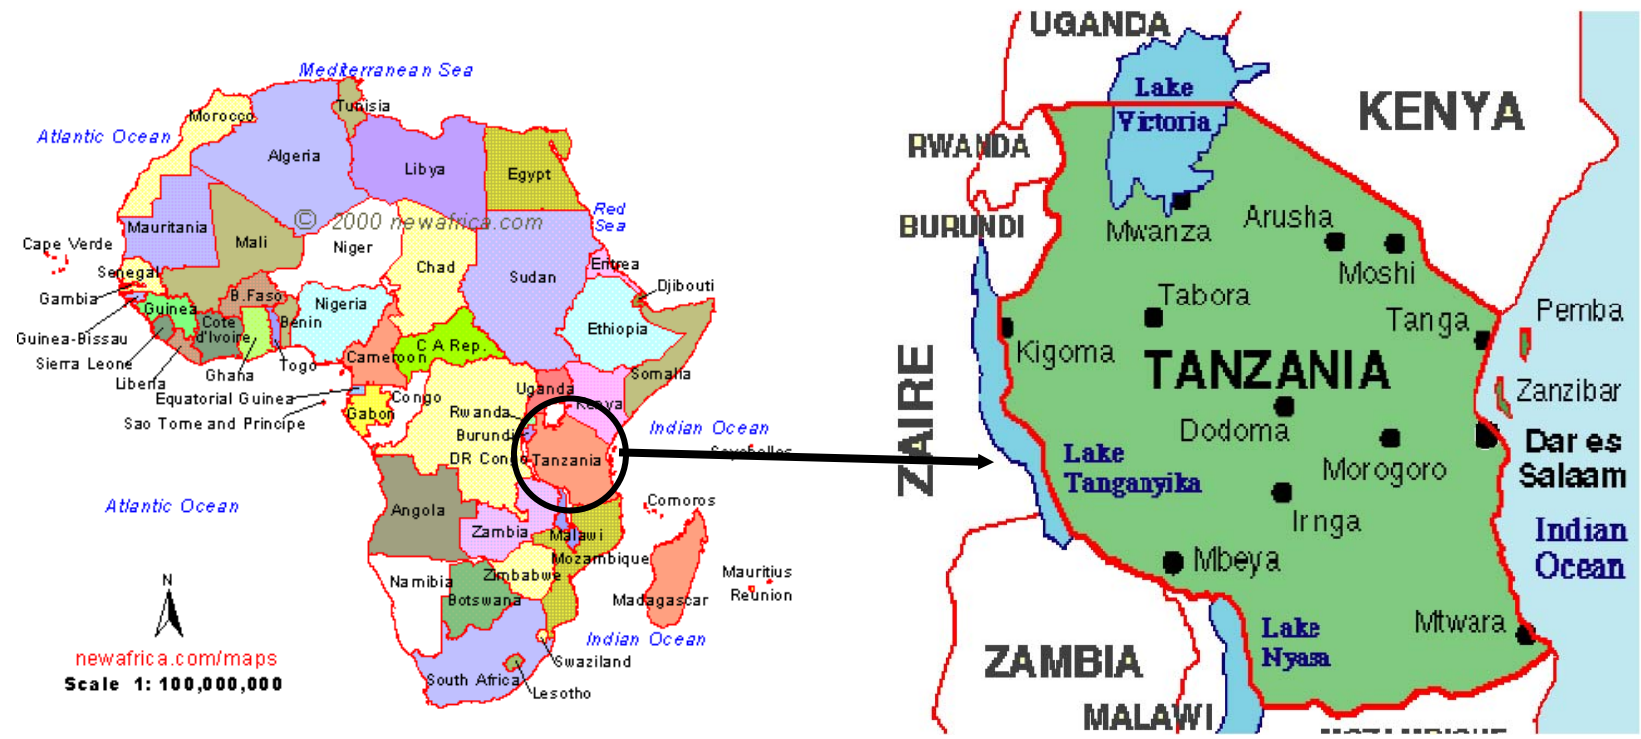 Mediterranean Sea
Atlantic Ocean
Morocco
Tunisia
Algeria
Libya
Egypt
© 2000 newafrica.com
Red
Sea
Mauritania
Mali
Niger
Chad
Sudan
Eritrea
Djibouti
Cape Verde
Senegal
Gambia
Guinea-Bissau
Guinea
Sierra Leone
Liberia
Cote
d'Ivoire
B.Faso
Ghana
Togo
Benin
Nigeria
Cameroon
C A Rep.
Ethiopia
Somalia
Equatorial Guinea
Sao Tome and Principe
Gabon
Congo
Uganda
Kenya
Rwanda
Burundi
DR Congo
Tanzania
Indian Ocean
Seychelles
Atlantic Ocean
Angola
Zambia
Malawi
Mozambique
Comoros
Namibia
Botswana
Zimbabwe
Madagascar
Mauritius
Reunion
Indian Ocean
Swaziland
Lesotho
South Africa
N
newafrica.com/maps
Scale 1: 100,000,000
UGANDA
KENYA
Lake
Victoria
RWANDA
BURUNDI
Mwanza
Arusha
Moshi
Tabora
Kigoma
Tanga
Pemba
Zanzibar
TANZANIA
Dodoma
Morogoro
Dar es
Salaam
ZAIRE
Lake
Tanganyika
Irnga
Mbeya
Indian
Ocean
Mtwara
Lake
Nyasa
ZAMBIA
MALAWI